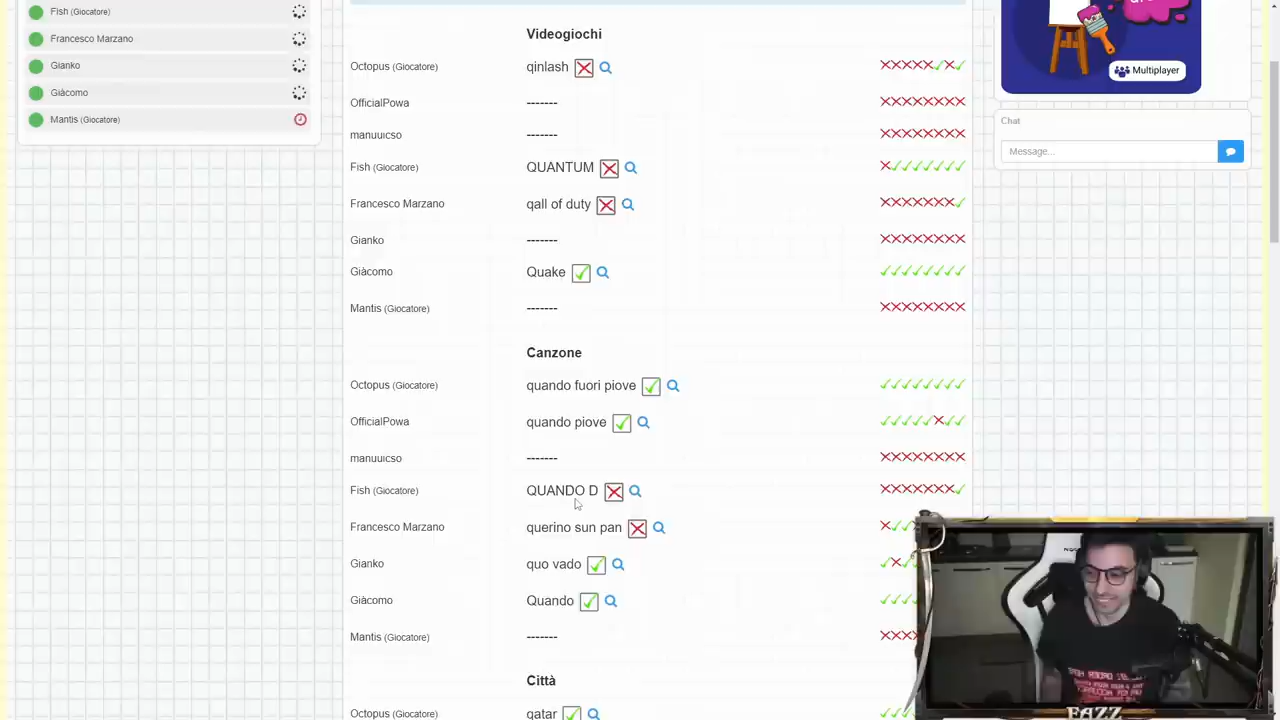 Fish (Giocatore)
Francesco Marzano
Gianko
Giàcomo
Mantis (Giocatore)
Videogiochi
Octopus (Giocatore) qinlash
OfficialPowa -------
manuuicso -------
Fish (Giocatore) QUANTUM
Francesco Marzano qall of duty
Gianko -------
Giàcomo Quake
Mantis (Giocatore) -------
Canzone
Octopus (Giocatore) quando fuori piove
OfficialPowa quando piove
manuuicso -------
Fish (Giocatore) QUANDO D
Francesco Marzano querino sun pan
Gianko quo vado
Giàcomo Quando
Mantis (Giocatore) -------
Città
Octopus (Giocatore) qatar
Multiplayer
Chat
Message...
FAZZ